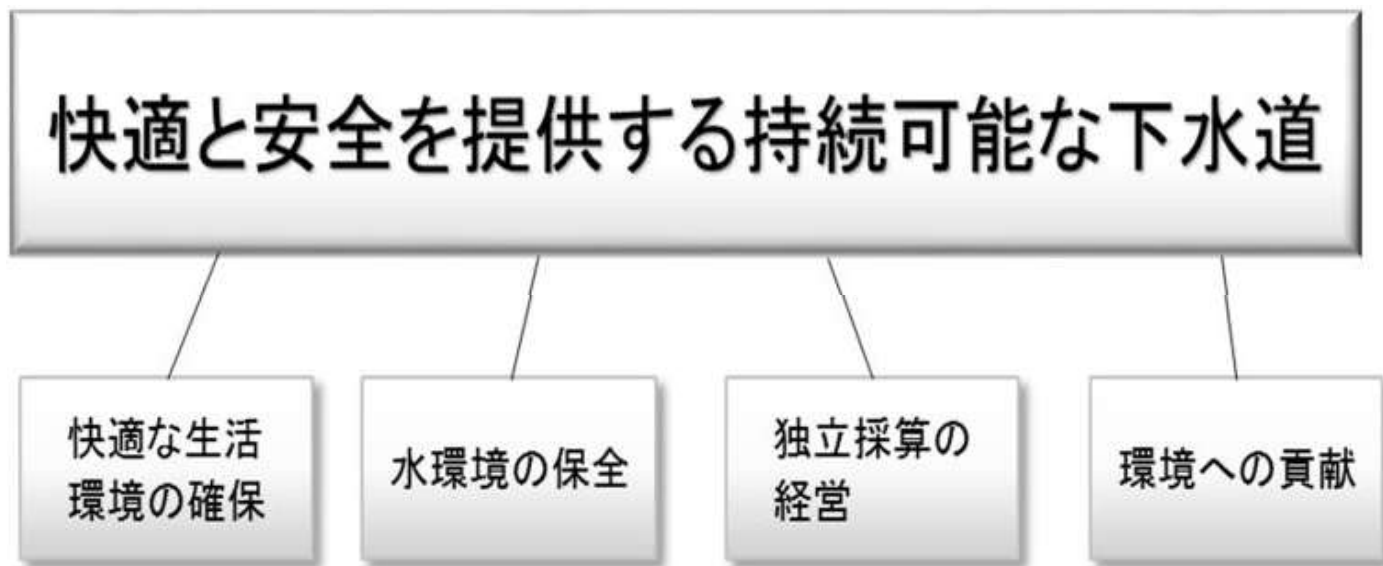 快適と安全を提供する持続可能な下水道
快適な生活
環境の確保
水環境の保全
独立採算の
経営
環境への貢献